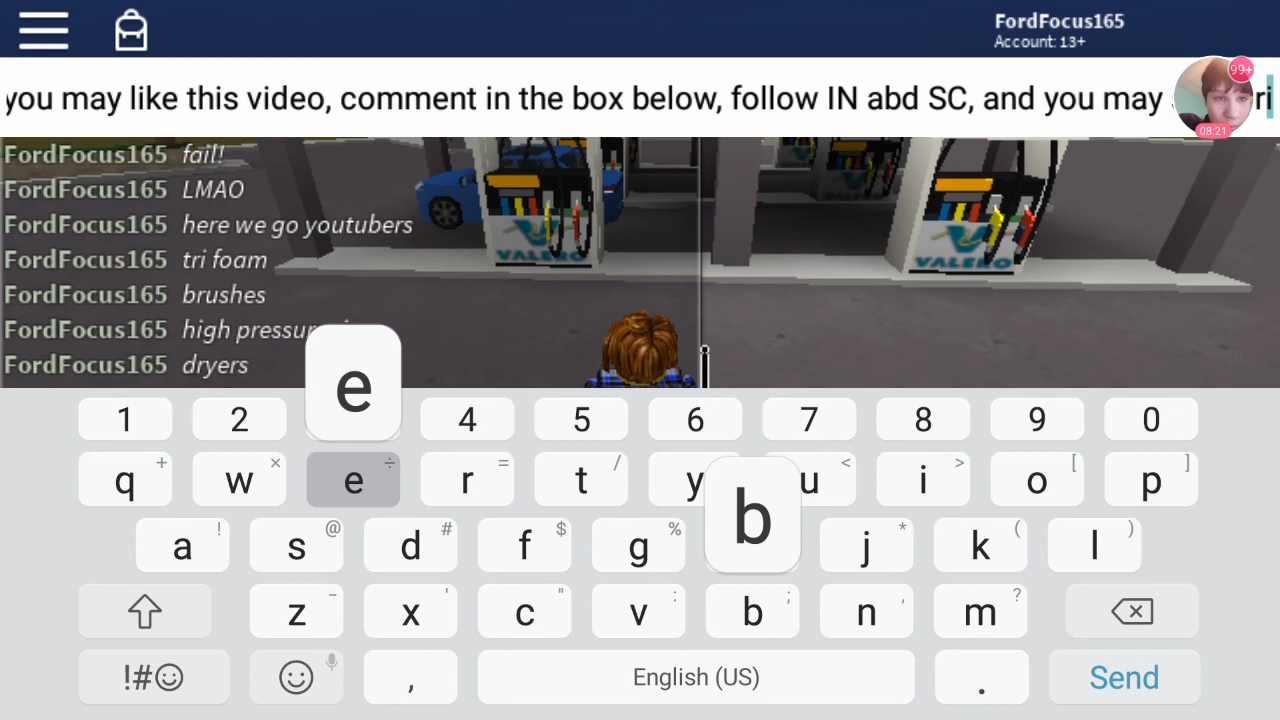 FordFocus165
Account: 13+
you may like this video, comment in the box below, follow IN abd SC, and you may
99+
08:21
FordFocus165 fail!
FordFocus165 LMAO
FordFocus165 here we go youtubers
FordFocus165 tri foam
FordFocus165 brushes
FordFocus165 high
FordFocus165 dryers
VALERO
VALERO
e
1 2 4 5 6 7 8 9 0
q + w × e ÷ r = t / y u < i > o [ p ]
b
a ! s @ d # f $ g % j * k ( l )
z - x ' c " v : b ; n , m ?
!#☺ , English (US) . Send